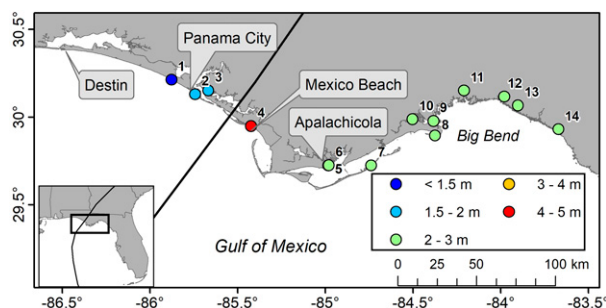 30.5
30
29.5
Panama City
Destin
Mexico Beach
Apalachicola
Big Bend
Gulf of Mexico
1
2
3
4
5
6
7
8
9
10
11
12
13
14
< 1.5 m
3 - 4 m
1.5 - 2 m
4 - 5 m
2 - 3 m
0 25 50 100 km
-86.5 -86 -85.5 -85 -84.5 -84 -83.5